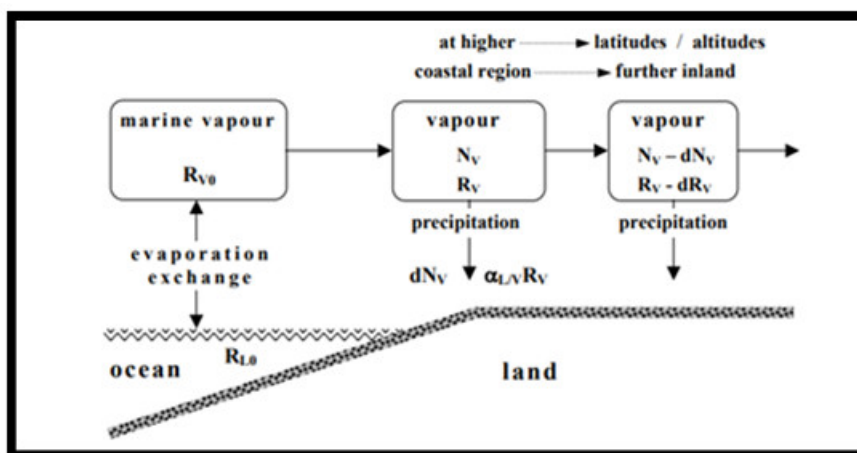 at higher latitudes / altitudes
coastal region further inland
marine vapour
R_V0
vapour
N_V
R_V
vapour
N_V – dN_V
R_V - dR_V
precipitation
precipitation
evaporation
exchange
dN_V α_L/V R_V
R_L0
ocean
land